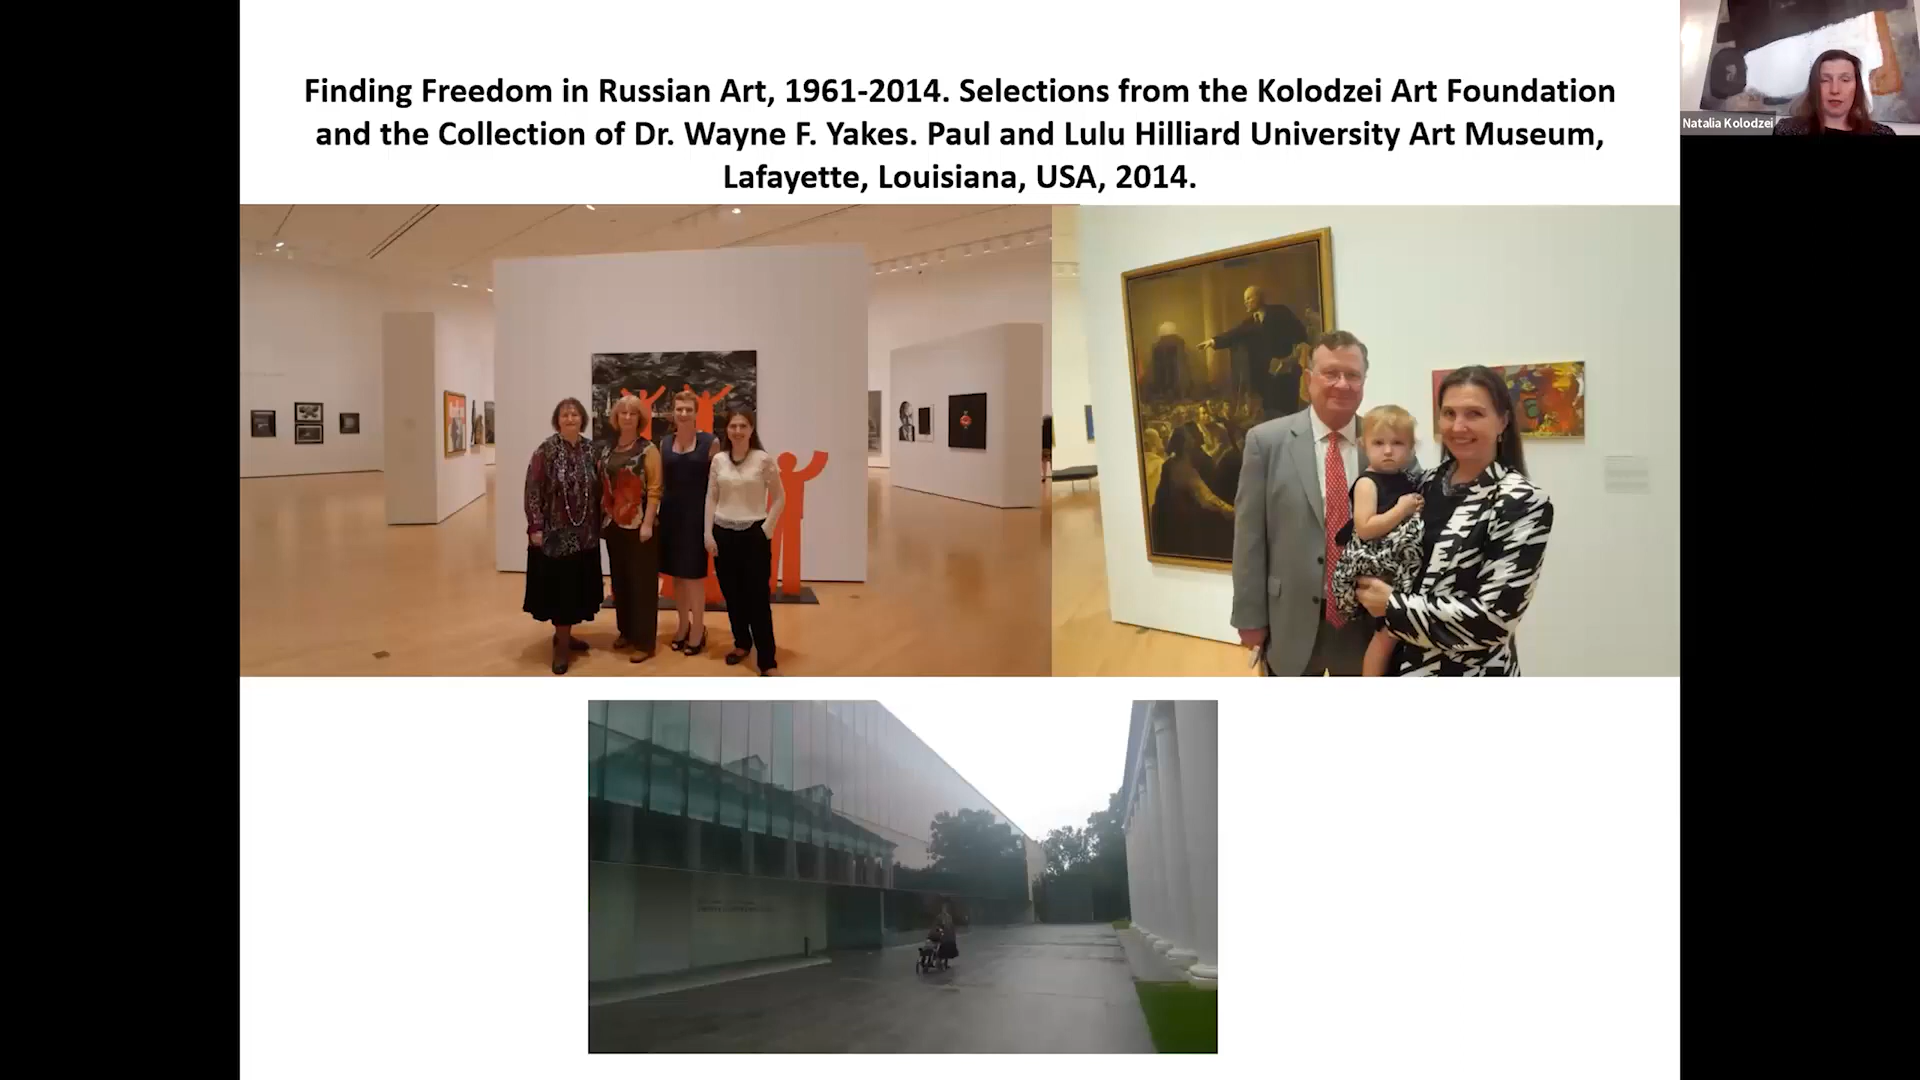 Finding Freedom in Russian Art, 1961-2014. Selections from the Kolodzei Art Foundation
and the Collection of Dr. Wayne F. Yakes. Paul and Lulu Hilliard University Art Museum,
Lafayette, Louisiana, USA, 2014.
Natalia Kolodzei